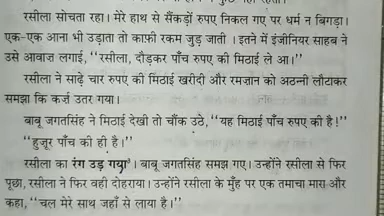 रसीला सोचता रहा। मेरे हाथ से सैंकड़ों रुपए निकल गए पर धर्म न बिगड़ा।
एक-एक आना भी उड़ाता तो काफ़ी रकम जुड़ जाती । इतने में इंजीनियर साहब ने
उसे आवाज़ लगाई, ‘‘रसीला, दौड़कर पाँच रुपए की मिठाई ले आ।’’
रसीला ने साढ़े चार रुपए की मिठाई खरीदी और रमज़ान को अठन्नी लौटाकर
समझा कि कर्ज़ उतर गया।
बाबू जगतसिंह ने मिठाई देखी तो चौंक उठे, ‘‘यह मिठाई पाँच रुपए की है!’’
‘‘हुज़ूर पाँच की ही है।’’
रसीला का रंग उड़ गया। बाबू जगतसिंह समझ गए। उन्होंने रसीला से फिर
पूछा, रसीला ने फिर वही दोहराया। उन्होंने रसीला के मुँह पर एक तमाचा मारा और
कहा, ‘‘चल मेरे साथ जहाँ से लाया है।’’